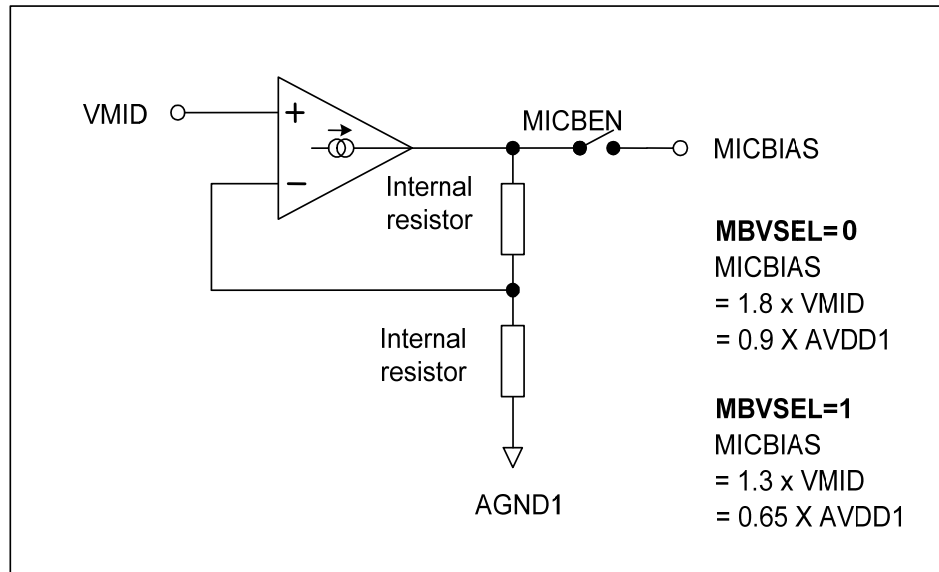 VMID
+
−
MICBEN
MICBIAS
Internal
resistor
Internal
resistor
AGND1
MBVSEL=0
MICBIAS
= 1.8 x VMID
= 0.9 X AVDD1
MBVSEL=1
MICBIAS
= 1.3 x VMID
= 0.65 X AVDD1